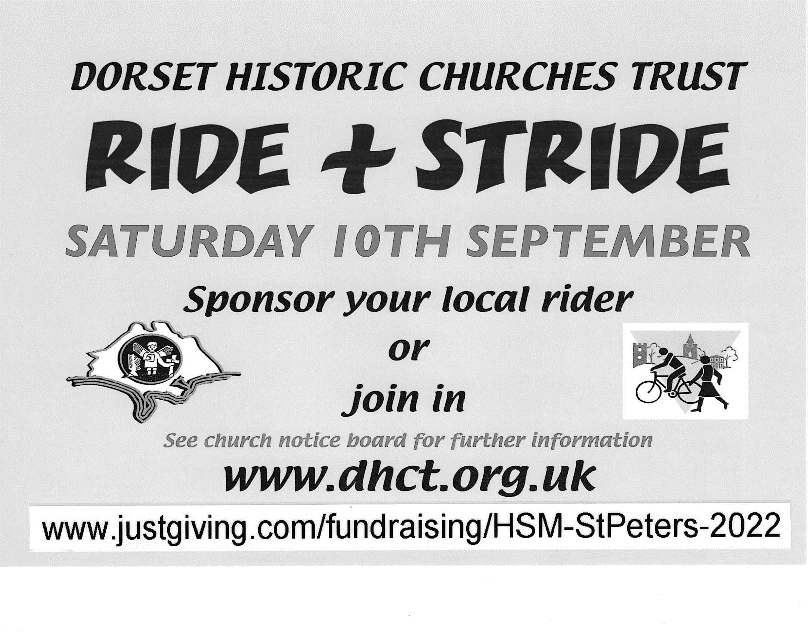 DORSET HISTORIC CHURCHES TRUST
RIDE + STRIDE
SATURDAY 10TH SEPTEMBER
Sponsor your local rider
or
join in
See church notice board for further information
www.dhct.org.uk
www.justgiving.com/fundraising/HSM-StPeters-2022